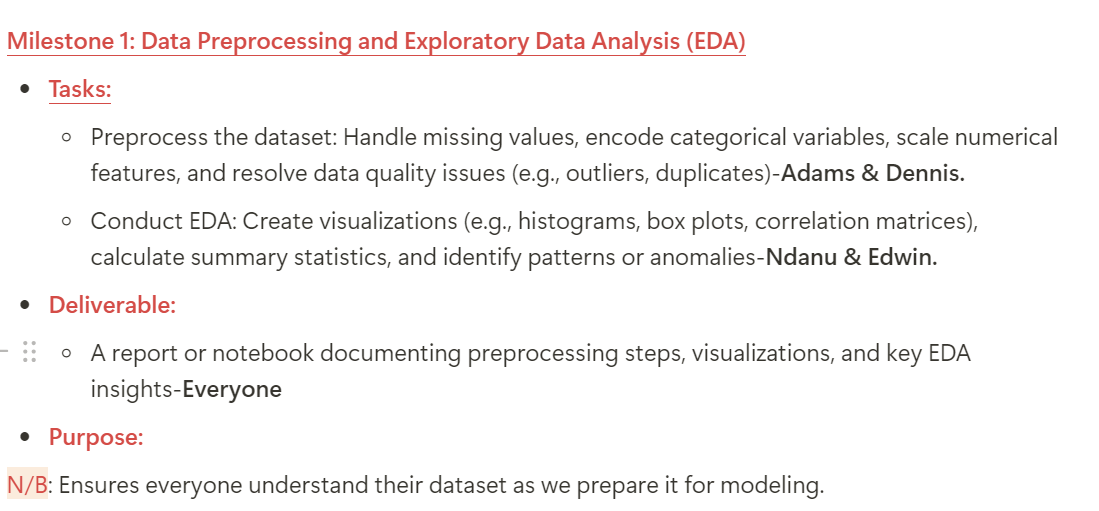 Milestone 1: Data Preprocessing and Exploratory Data Analysis (EDA)
Tasks:
Preprocess the dataset: Handle missing values, encode categorical variables, scale numerical
features, and resolve data quality issues (e.g., outliers, duplicates)-Adams & Dennis.
Conduct EDA: Create visualizations (e.g., histograms, box plots, correlation matrices),
calculate summary statistics, and identify patterns or anomalies-Ndanu & Edwin.
Deliverable:
A report or notebook documenting preprocessing steps, visualizations, and key EDA
insights-Everyone
Purpose:
N/B: Ensures everyone understand their dataset as we prepare it for modeling.